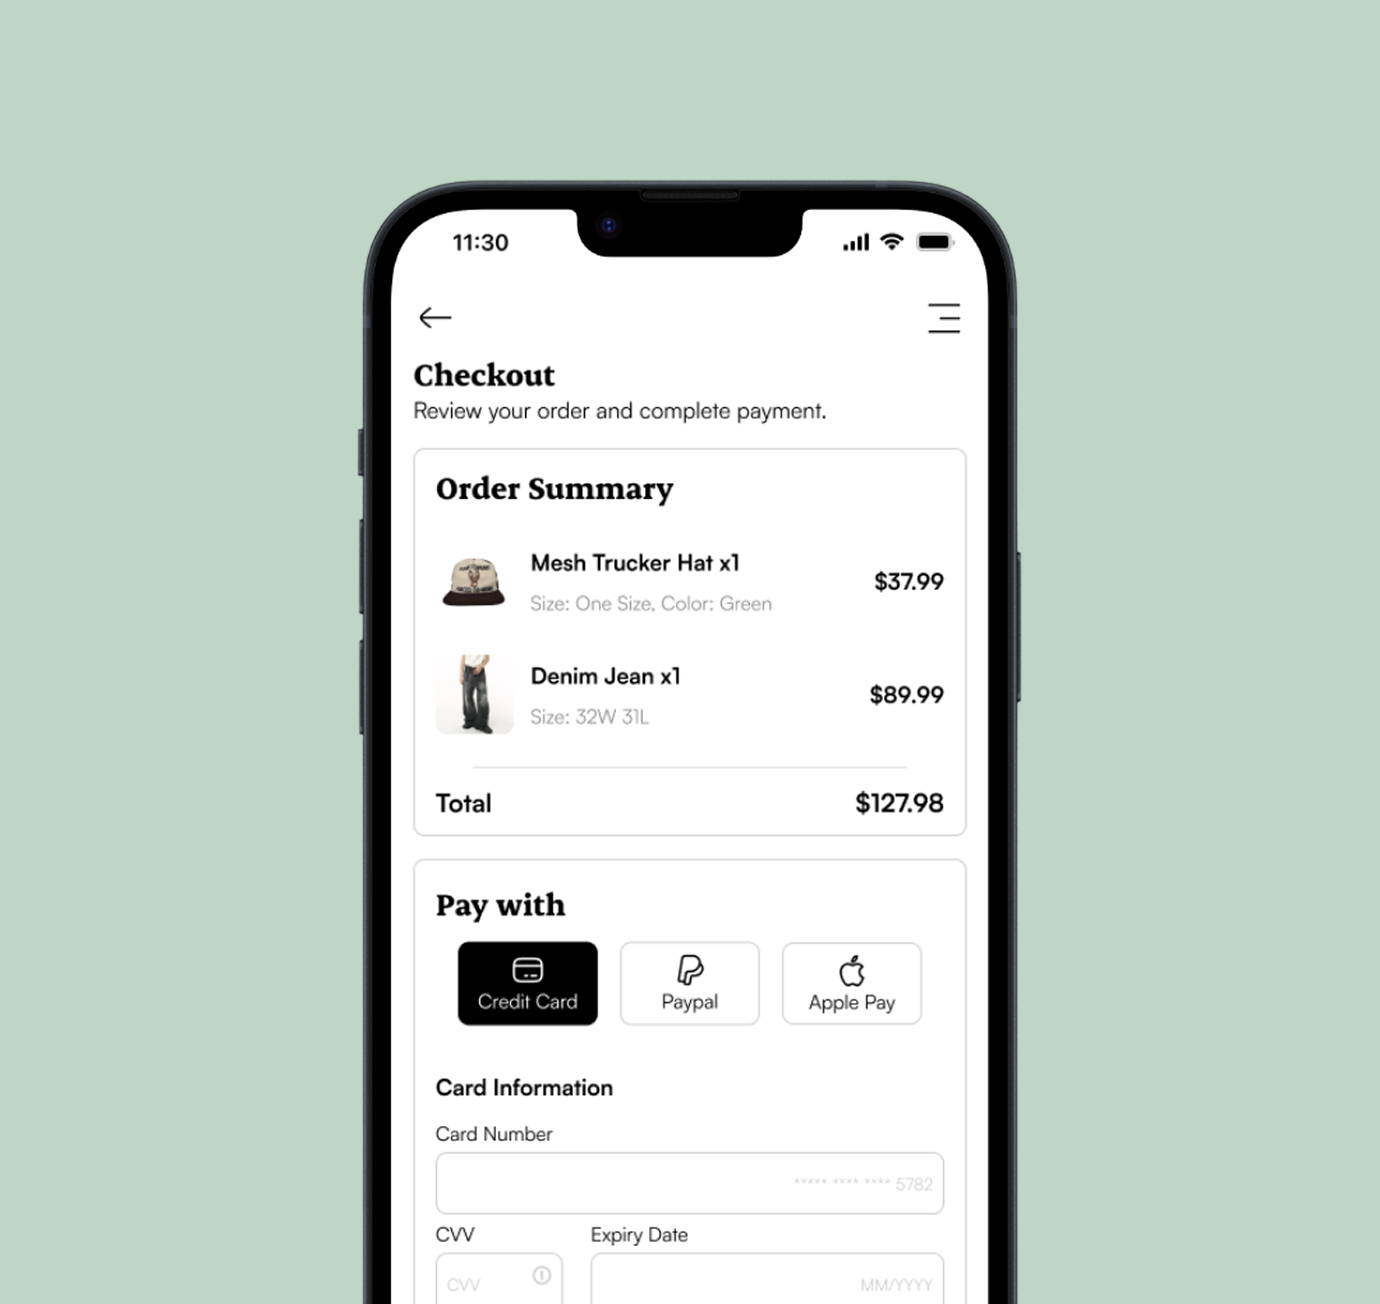 11:30
Checkout
Review your order and complete payment.
Order Summary
Mesh Trucker Hat x1
$37.99
Size: One Size, Color: Green
Denim Jean x1
$89.99
Size: 32W 31L
Total
$127.98
Pay with
Credit Card
Paypal
Apple Pay
Card Information
Card Number
***** **** **** 5782
CVV
Expiry Date
CVV
MM/YYYY